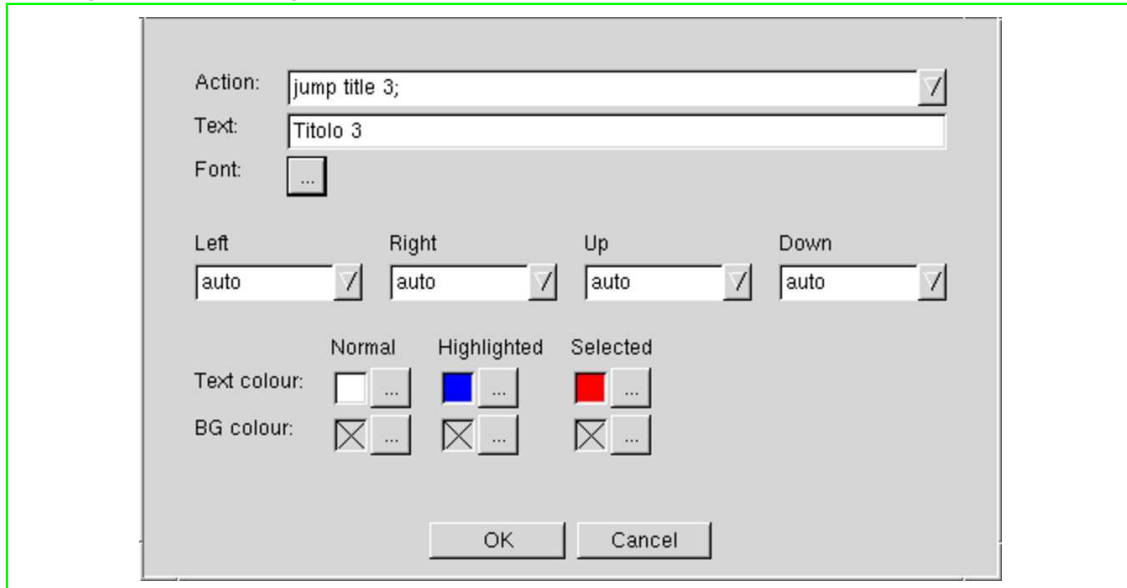 Action: jump title 3;
Text: Titolo 3
Font: ...
Left Right Up Down
auto auto auto auto
Normal Highlighted Selected
Text colour: ... ... ...
BG colour: ... ... ...
OK Cancel